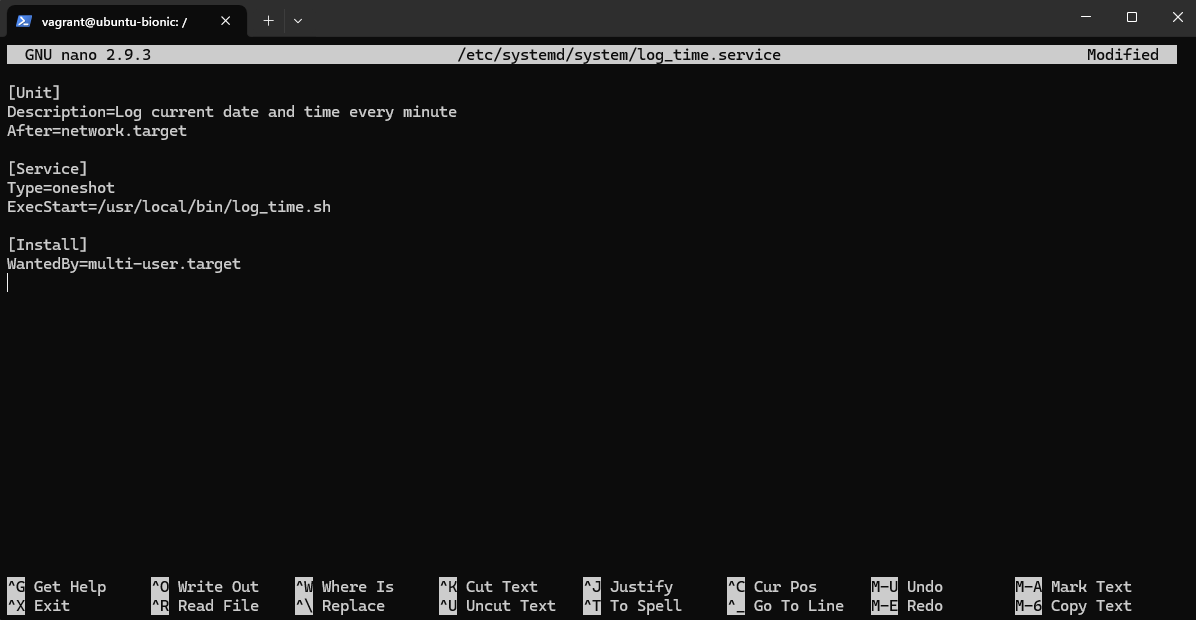 vagrant@ubuntu-bionic: /
GNU nano 2.9.3 /etc/systemd/system/log_time.service Modified
[Unit]
Description=Log current date and time every minute
After=network.target
[Service]
Type=oneshot
ExecStart=/usr/local/bin/log_time.sh
[Install]
WantedBy=multi-user.target
^G Get Help ^O Write Out ^W Where Is ^K Cut Text ^J Justify ^C Cur Pos M-U Undo M-A Mark Text
^X Exit ^R Read File ^\ Replace ^U Uncut Text ^T To Spell ^_ Go To Line M-E Redo M-6 Copy Text